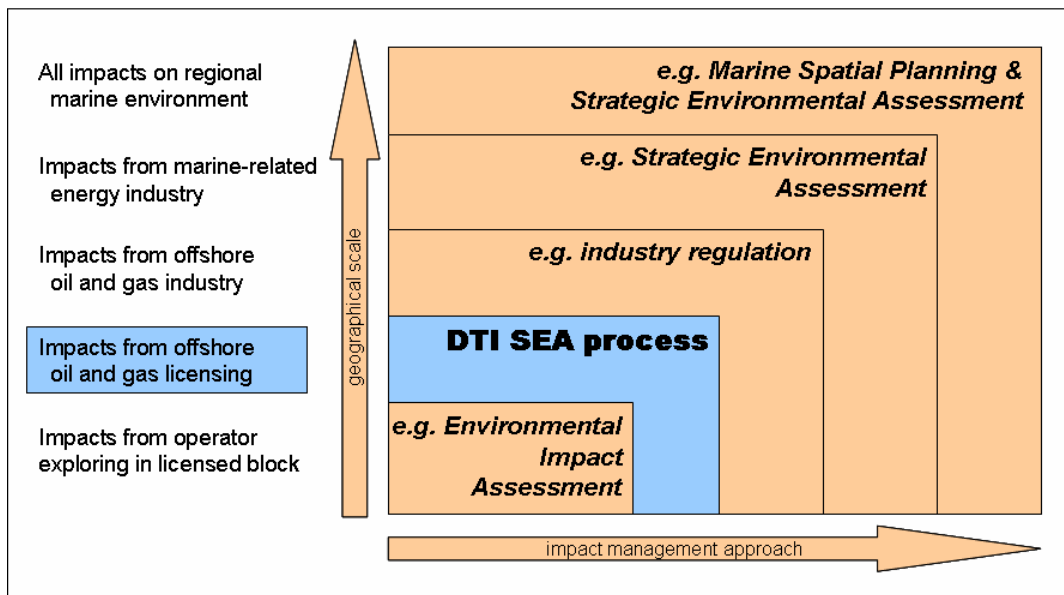 All impacts on regional
marine environment
Impacts from marine-related
energy industry
Impacts from offshore
oil and gas industry
Impacts from offshore
oil and gas licensing
Impacts from operator
exploring in licensed block
geographical scale
e.g. Marine Spatial Planning &
Strategic Environmental Assessment
e.g. Strategic Environmental
Assessment
e.g. industry regulation
DTI SEA process
e.g. Environmental
Impact
Assessment
impact management approach